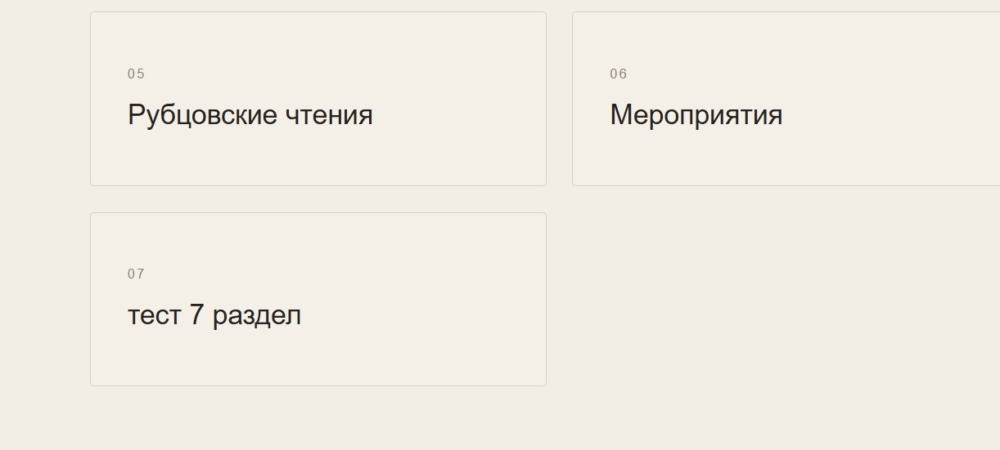 05
Рубцовские чтения
06
Мероприятия
07
тест 7 раздел